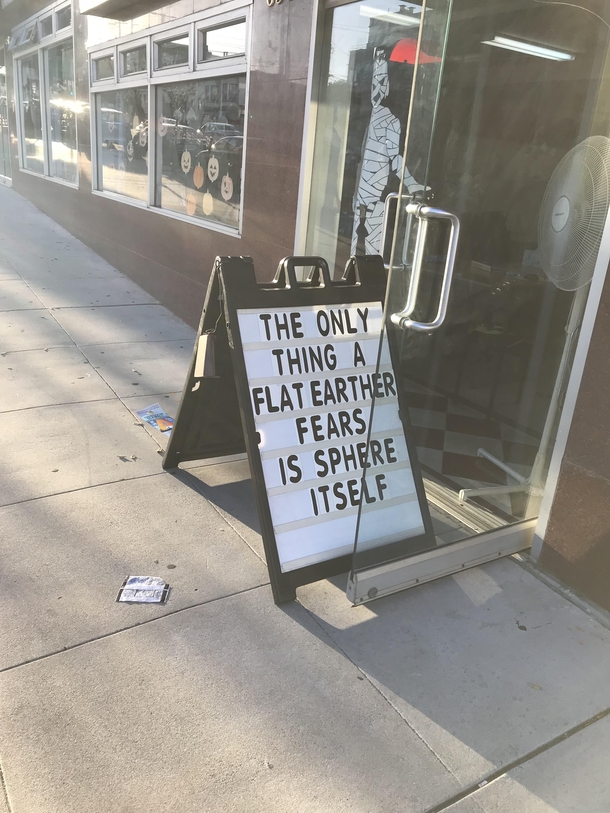 THE ONLY
THING A
FLAT EARTHER
FEARS
IS SPHERE
ITSELF